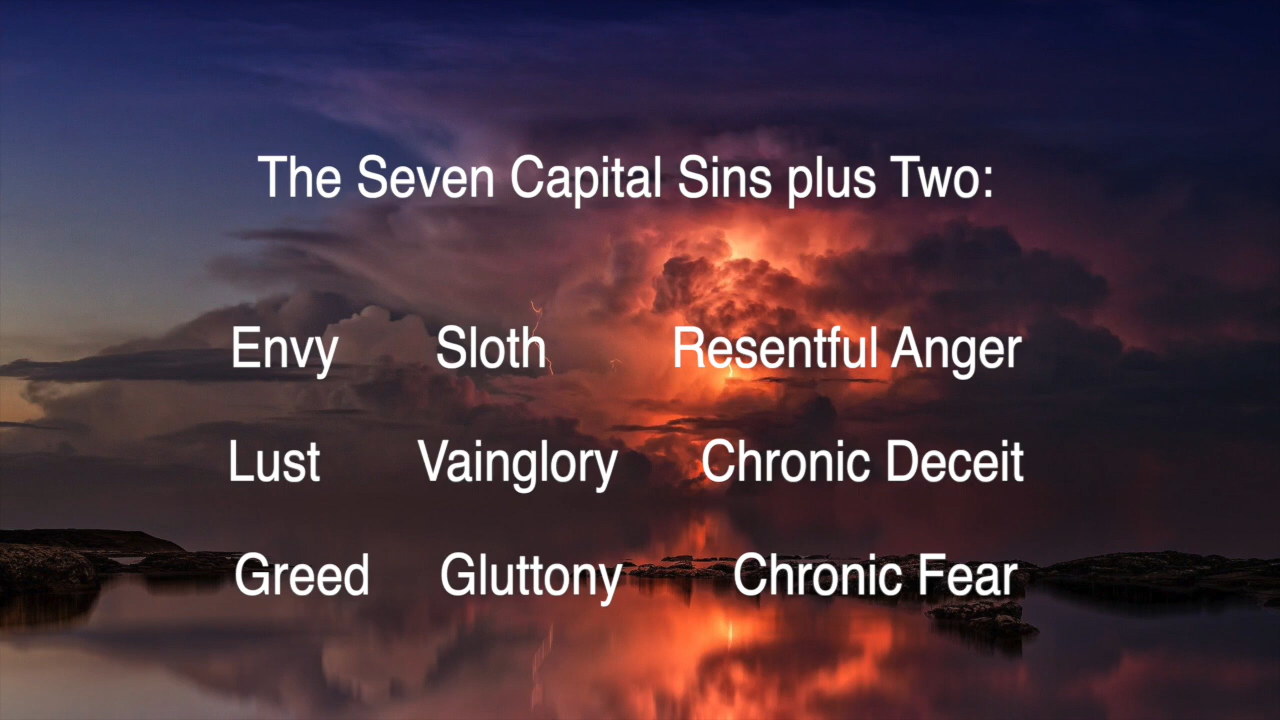 The Seven Capital Sins plus Two:
Envy Sloth Resentful Anger
Lust Vainglory Chronic Deceit
Greed Gluttony Chronic Fear